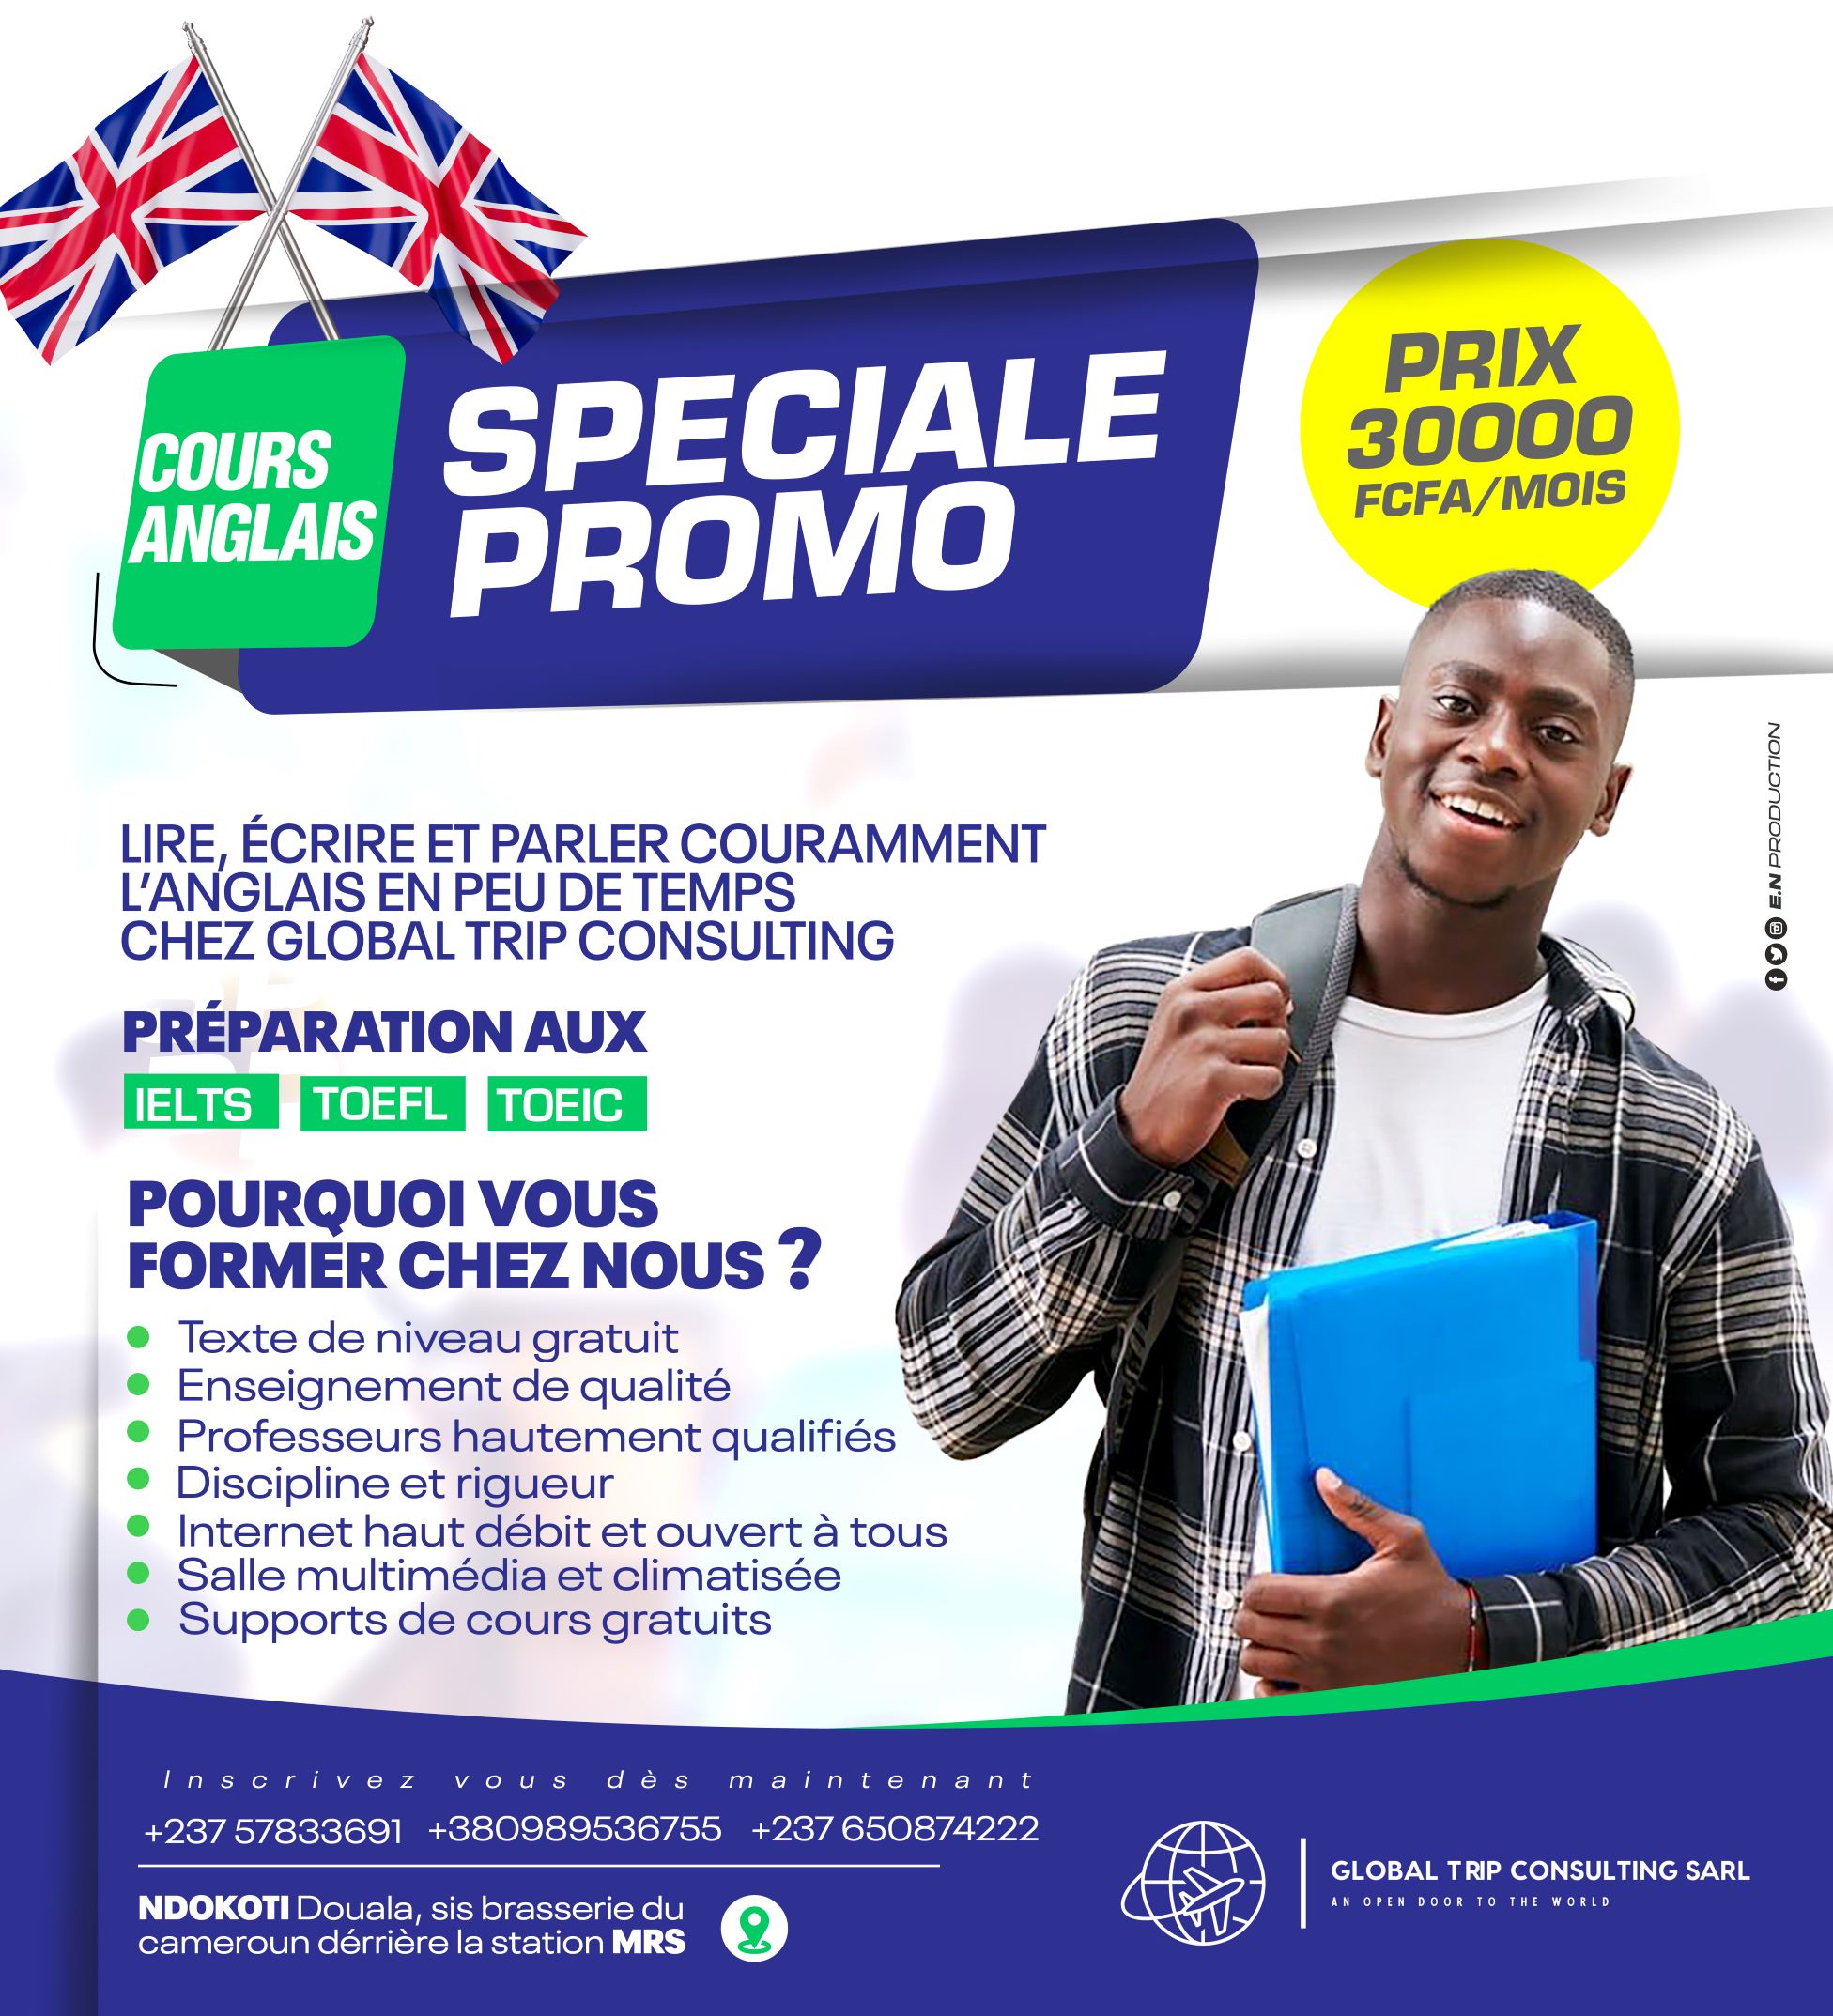 COURS
ANGLAIS
SPECIALE
PROMO
PRIX
30000
FCFA/MOIS
LIRE, ÉCRIRE ET PARLER COURAMMENT
L'ANGLAIS EN PEU DE TEMPS
CHEZ GLOBAL TRIP CONSULTING
E.N PRODUCTION
PRÉPARATION AUX
IELTS TOEFL TOEIC
POURQUOI VOUS
FORMER CHEZ NOUS ?
Texte de niveau gratuit
Enseignement de qualité
Professeurs hautement qualifiés
Discipline et rigueur
Internet haut débit et ouvert à tous
Salle multimédia et climatisée
Supports de cours gratuits
Inscrivez vous dès maintenant
+237 57833691 +380989536755 +237 650874222
NDOKOTI Douala, sis brasserie du
cameroun dérrière la station MRS
GLOBAL TRIP CONSULTING SARL
AN OPEN DOOR TO THE WORLD